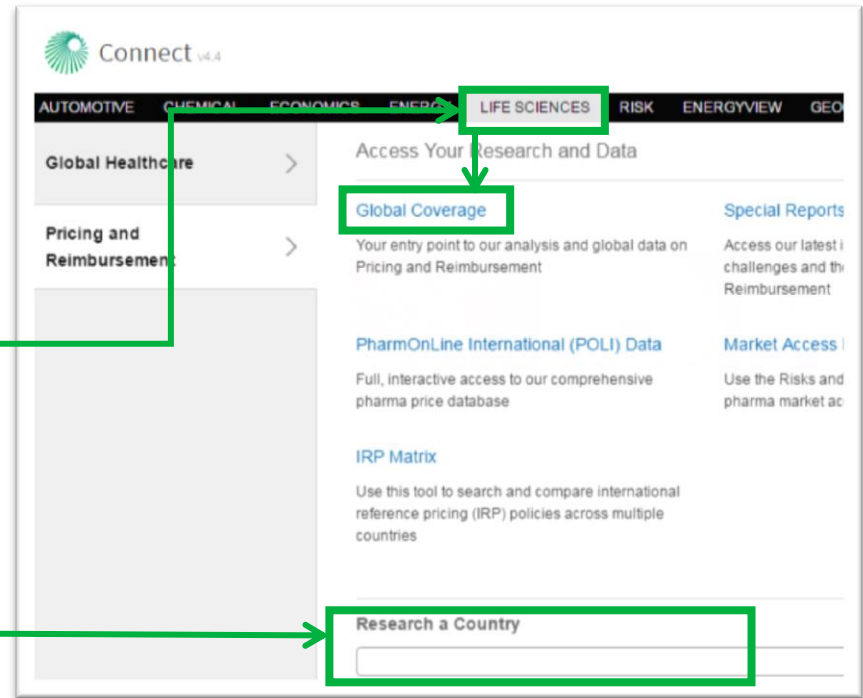 Connect v4.4
AUTOMOTIVE CHEMICAL ECONOMICS ENERGY LIFE SCIENCES RISK ENERGYVIEW GEO
Global Healthcare
Pricing and
Reimbursement
Access Your Research and Data
Global Coverage
Your entry point to our analysis and global data on
Pricing and Reimbursement
Special Reports
Access our latest i
challenges and th
Reimbursement
PharmOnLine International (POLI) Data
Full, interactive access to our comprehensive
pharma price database
Market Access
Use the Risks and
pharma market ac
IRP Matrix
Use this tool to search and compare international
reference pricing (IRP) policies across multiple
countries
Research a Country